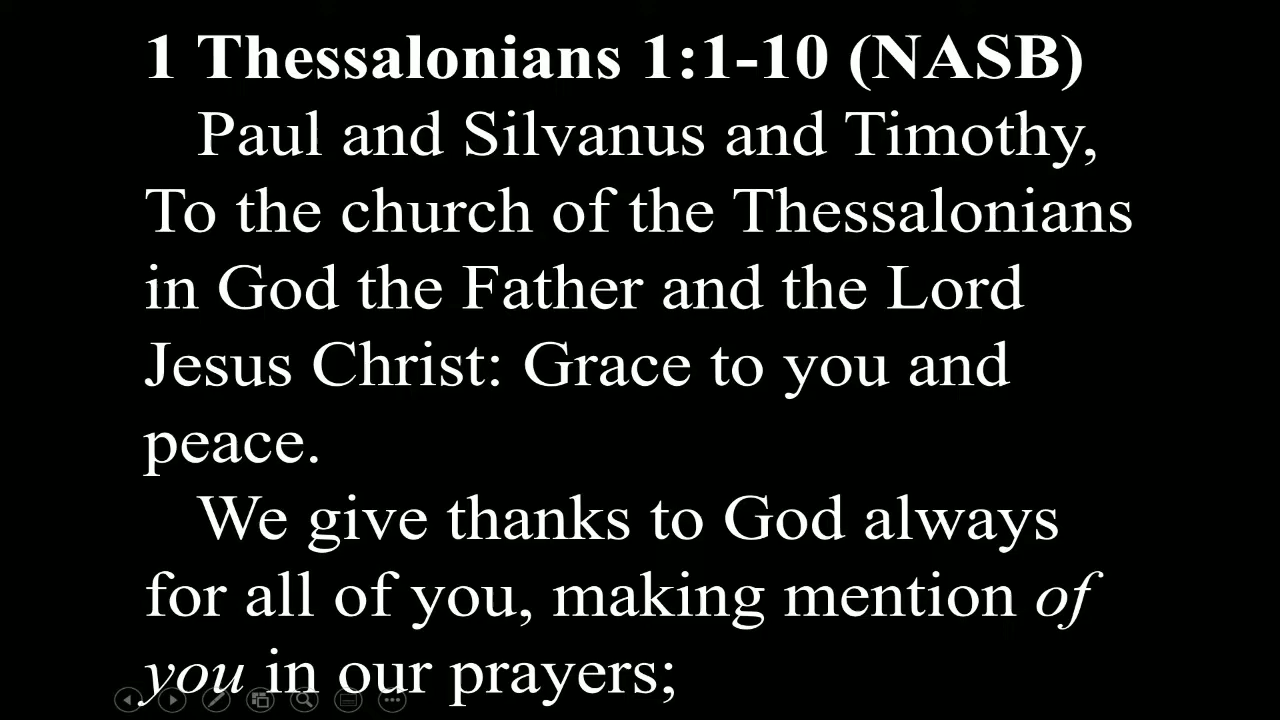 1 Thessalonians 1:1-10 (NASB)
Paul and Silvanus and Timothy,
To the church of the Thessalonians
in God the Father and the Lord
Jesus Christ: Grace to you and
peace.
We give thanks to God always
for all of you, making mention of
you in our prayers;